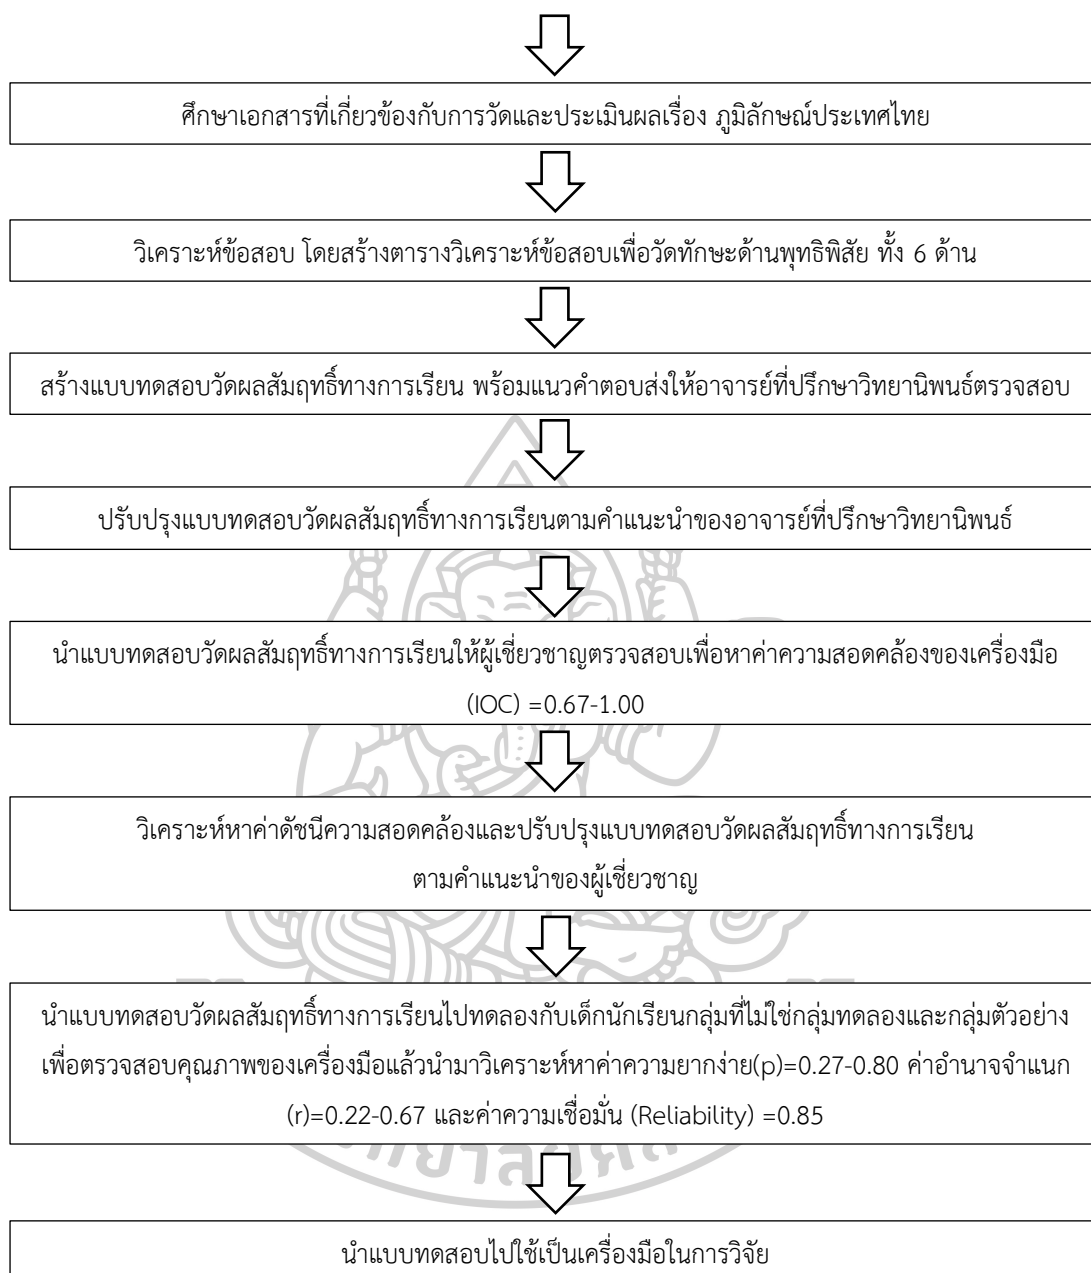 ศึกษาเอกสารที่เกี่ยวข้องกับการวัดและประเมินผลเรื่อง ภูมิลักษณ์ประเทศไทย
วิเคราะห์ข้อสอบ โดยสร้างตารางวิเคราะห์ข้อสอบเพื่อวัดทักษะด้านพุทธิพิสัย ทั้ง 6 ด้าน
สร้างแบบทดสอบวัดผลสัมฤทธิ์ทางการเรียน พร้อมแนวคำตอบส่งให้อาจารย์ที่ปรึกษาวิทยานิพนธ์ตรวจสอบ
ปรับปรุงแบบทดสอบวัดผลสัมฤทธิ์ทางการเรียนตามคำแนะนำของอาจารย์ที่ปรึกษาวิทยานิพนธ์
นำแบบทดสอบวัดผลสัมฤทธิ์ทางการเรียนให้ผู้เชี่ยวชาญตรวจสอบเพื่อหาค่าความสอดคล้องของเครื่องมือ
(IOC) =0.67-1.00
วิเคราะห์หาค่าดัชนีความสอดคล้องและปรับปรุงแบบทดสอบวัดผลสัมฤทธิ์ทางการเรียน
ตามคำแนะนำของผู้เชี่ยวชาญ
นำแบบทดสอบวัดผลสัมฤทธิ์ทางการเรียนไปทดลองกับเด็กนักเรียนกลุ่มที่ไม่ใช่กลุ่มทดลองและกลุ่มตัวอย่าง
เพื่อตรวจสอบคุณภาพของเครื่องมือแล้วนำมาวิเคราะห์หาค่าความยากง่าย(p)=0.27-0.80 ค่าอำนาจจำแนก
(r)=0.22-0.67 และค่าความเชื่อมั่น (Reliability) =0.85
นำแบบทดสอบไปใช้เป็นเครื่องมือในการวิจัย